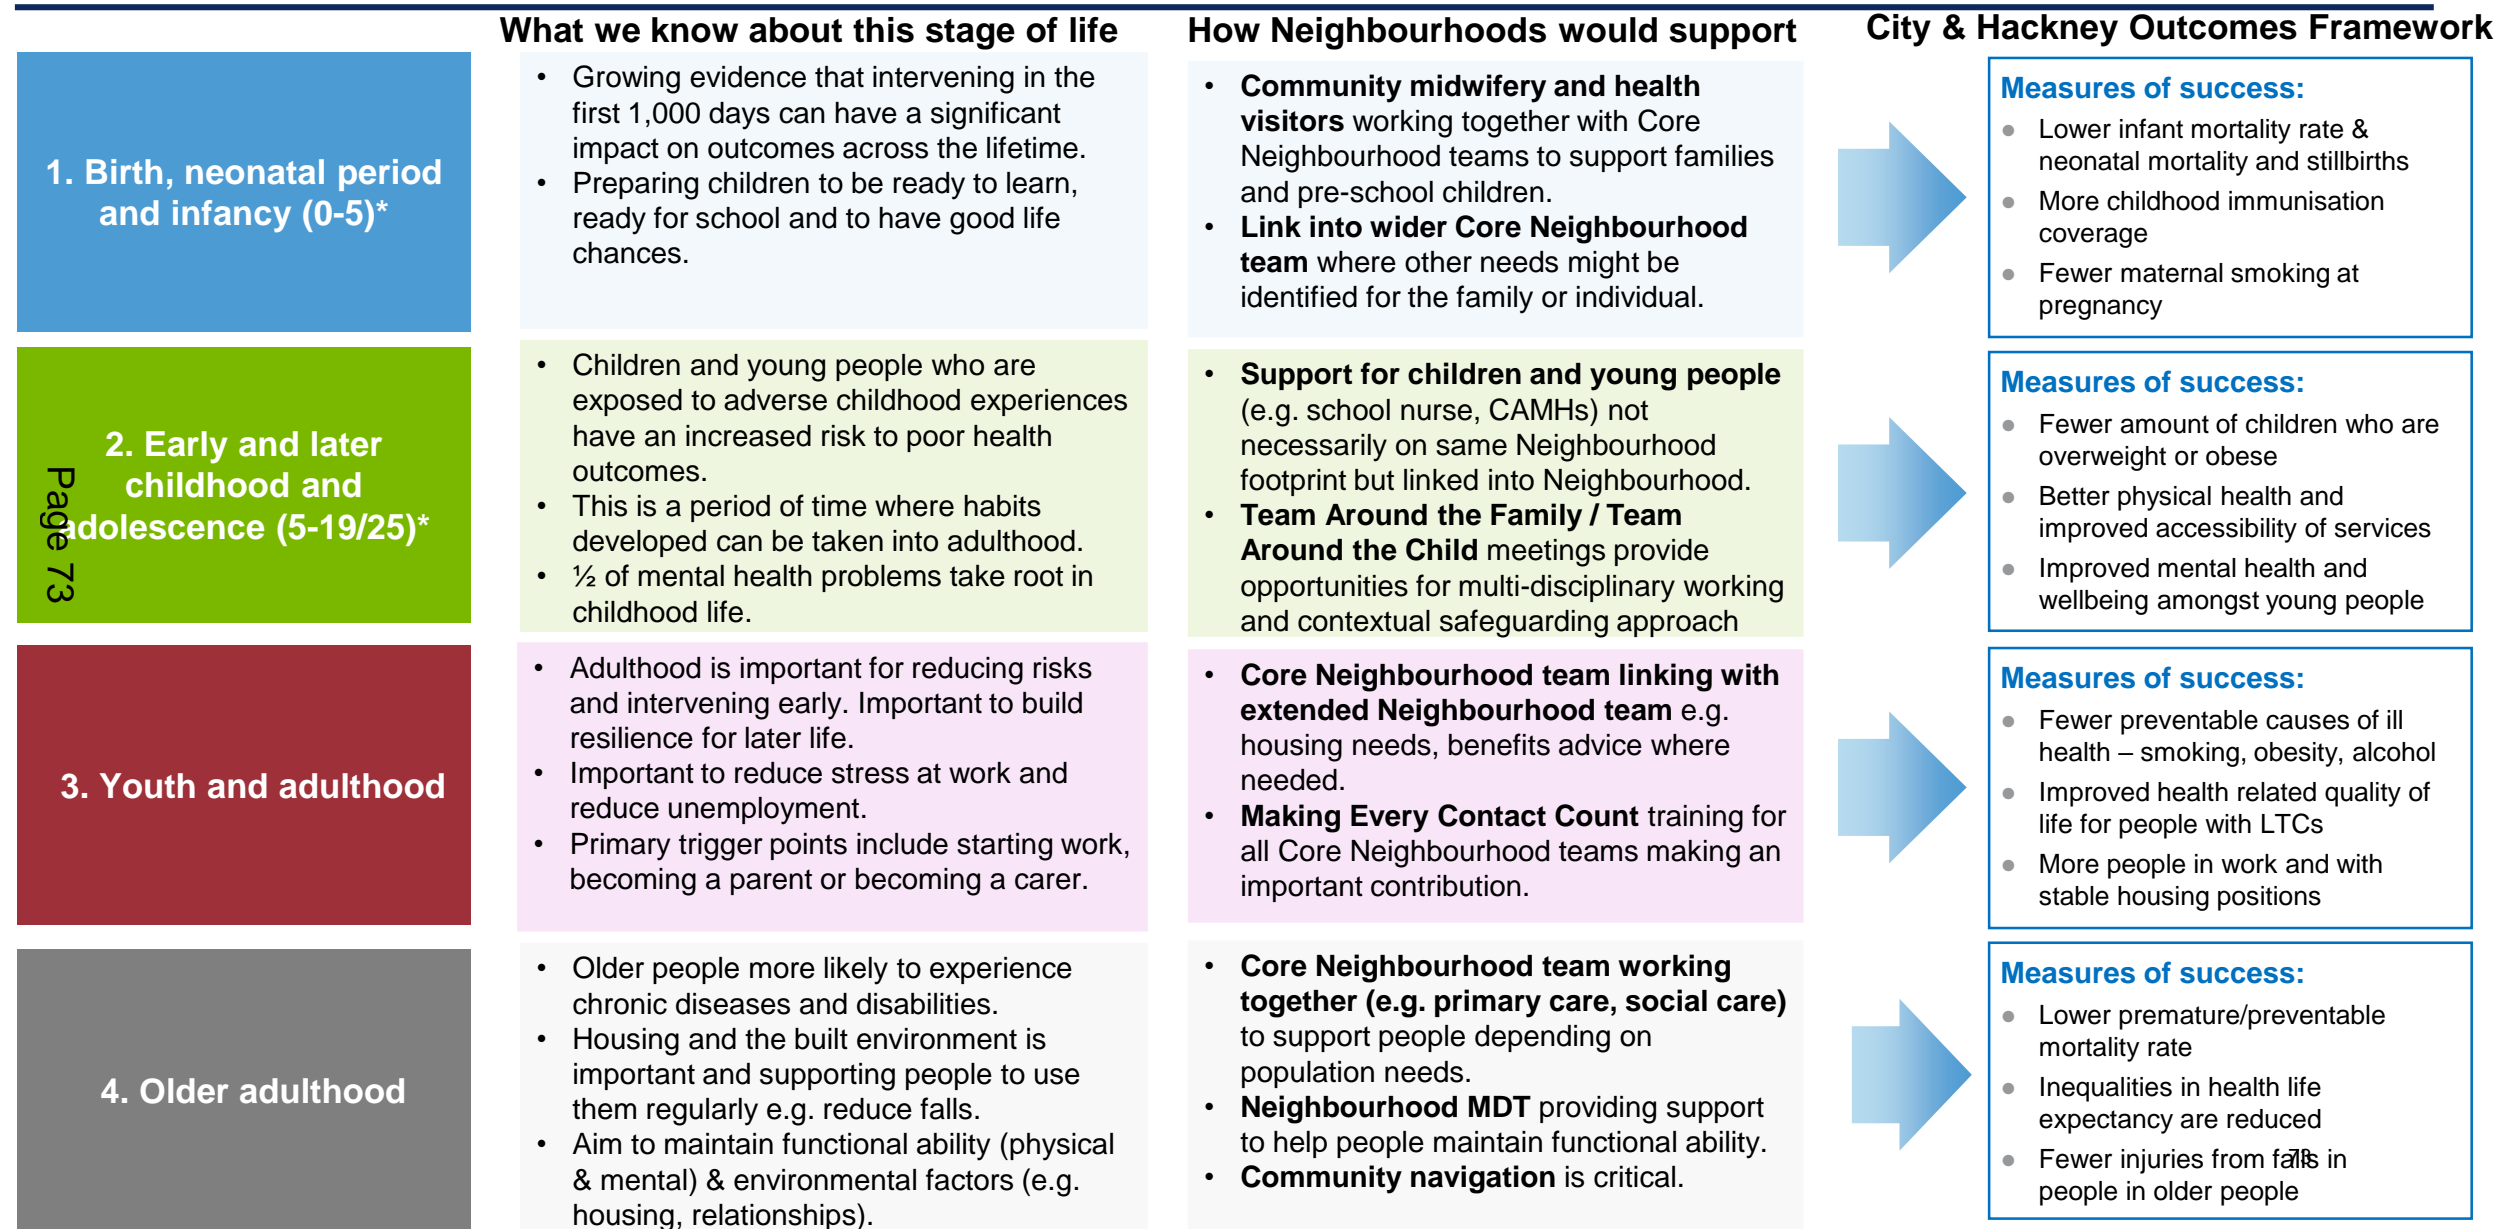 What we know about this stage of life
How Neighbourhoods would support
City & Hackney Outcomes Framework
1. Birth, neonatal period
and infancy (0-5)*
• Growing evidence that intervening in the
first 1,000 days can have a significant
impact on outcomes across the lifetime.
• Preparing children to be ready to learn,
ready for school and to have good life
chances.
• Community midwifery and health
visitors working together with Core
Neighbourhood teams to support families
and pre-school children.
• Link into wider Core Neighbourhood
team where other needs might be
identified for the family or individual.
Measures of success:
● Lower infant mortality rate &
neonatal mortality and stillbirths
● More childhood immunisation
coverage
● Fewer maternal smoking at
pregnancy
2. Early and later
childhood and
adolescence (5-19/25)*
Page 73
• Children and young people who are
exposed to adverse childhood experiences
have an increased risk to poor health
outcomes.
• This is a period of time where habits
developed can be taken into adulthood.
• ½ of mental health problems take root in
childhood life.
• Support for children and young people
(e.g. school nurse, CAMHs) not
necessarily on same Neighbourhood
footprint but linked into Neighbourhood.
• Team Around the Family / Team
Around the Child meetings provide
opportunities for multi-disciplinary working
and contextual safeguarding approach
Measures of success:
● Fewer amount of children who are
overweight or obese
● Better physical health and
improved accessibility of services
● Improved mental health and
wellbeing amongst young people
3. Youth and adulthood
• Adulthood is important for reducing risks
and intervening early. Important to build
resilience for later life.
• Important to reduce stress at work and
reduce unemployment.
• Primary trigger points include starting work,
becoming a parent or becoming a carer.
• Core Neighbourhood team linking with
extended Neighbourhood team e.g.
housing needs, benefits advice where
needed.
• Making Every Contact Count training for
all Core Neighbourhood teams making an
important contribution.
Measures of success:
● Fewer preventable causes of ill
health – smoking, obesity, alcohol
● Improved health related quality of
life for people with LTCs
● More people in work and with
stable housing positions
4. Older adulthood
• Older people more likely to experience
chronic diseases and disabilities.
• Housing and the built environment is
important and supporting people to use
them regularly e.g. reduce falls.
• Aim to maintain functional ability (physical
& mental) & environmental factors (e.g.
housing, relationships).
• Core Neighbourhood team working
together (e.g. primary care, social care)
to support people depending on
population needs.
• Neighbourhood MDT providing support
to help people maintain functional ability.
• Community navigation is critical.
Measures of success:
● Lower premature/preventable
mortality rate
● Inequalities in health life
expectancy are reduced
● Fewer injuries from falls in
people in older people
73